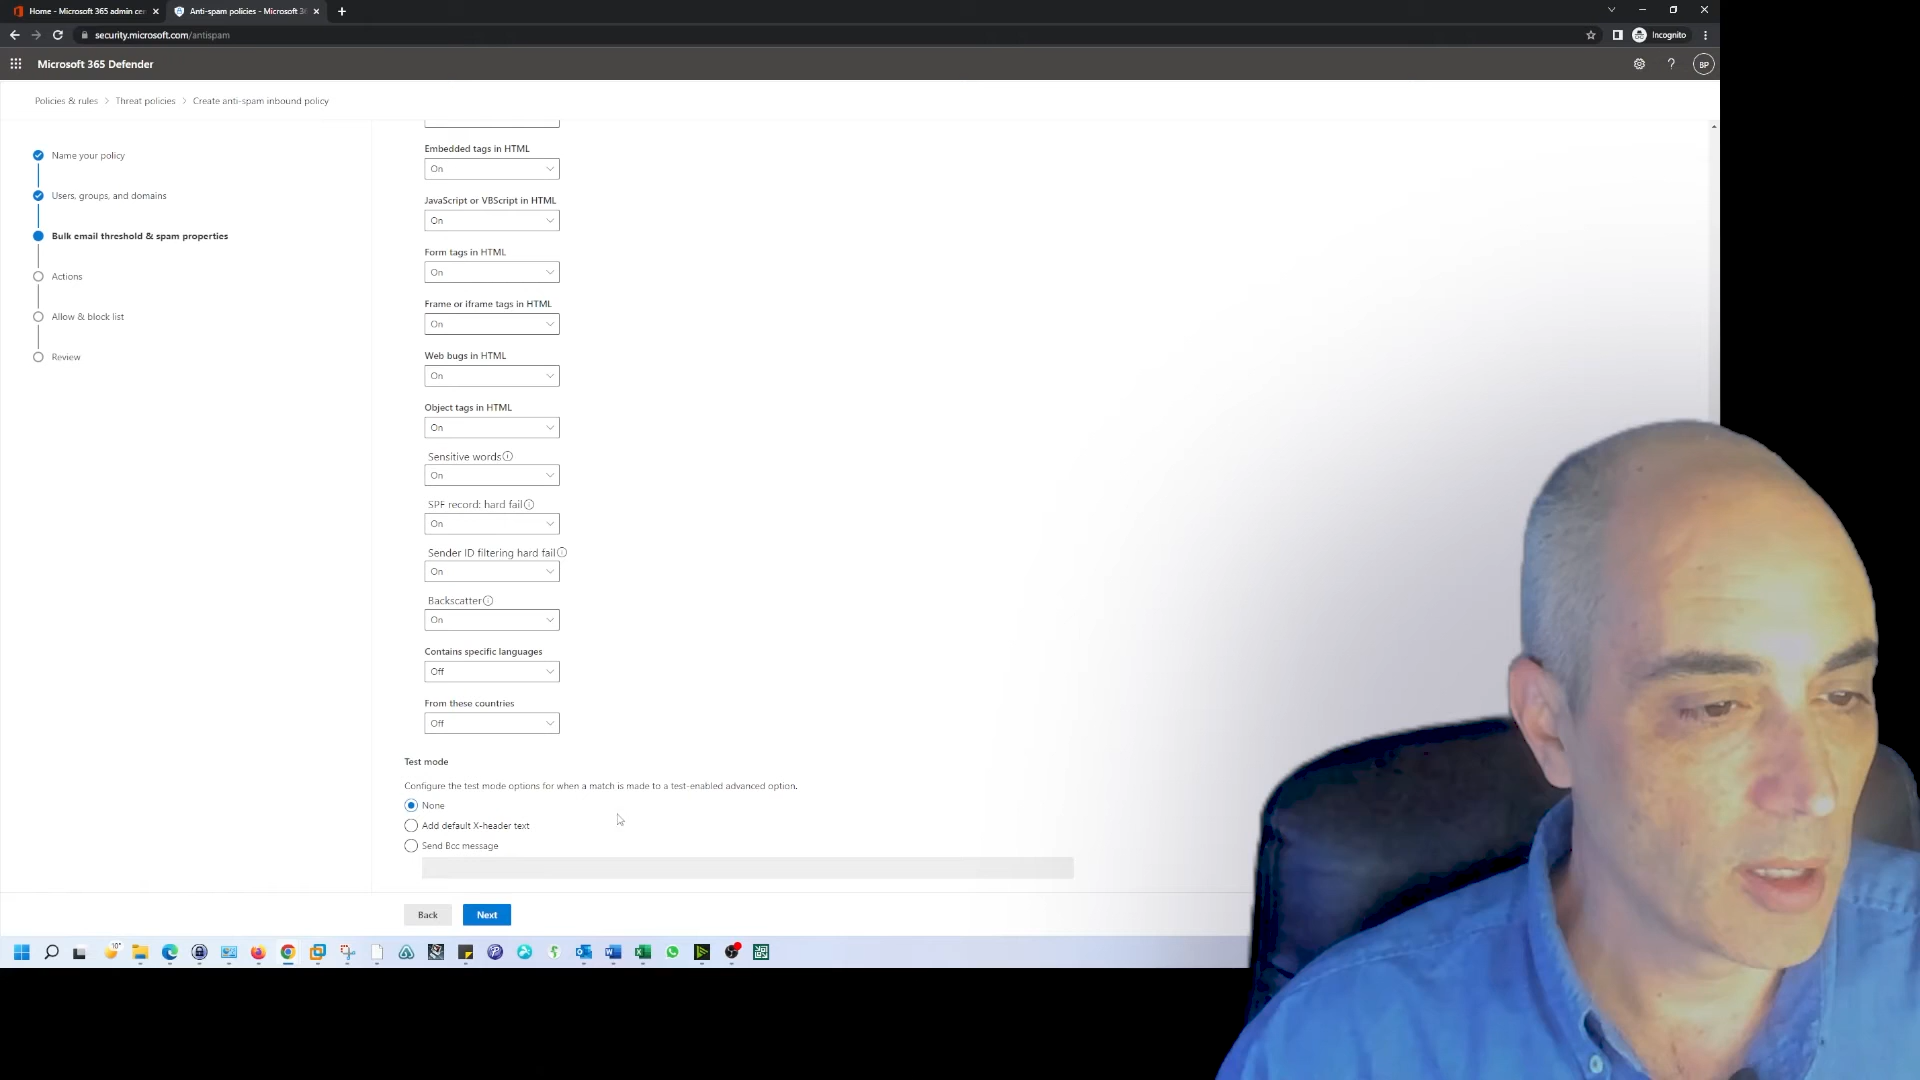 Home - Microsoft 365 admin cen
Anti-spam policies - Microsoft 36
security.microsoft.com/antispam
Incognito
Microsoft 365 Defender
BP
Policies & rules > Threat policies > Create anti-spam inbound policy
Name your policy
Users, groups, and domains
Bulk email threshold & spam properties
Actions
Allow & block list
Review
Embedded tags in HTML
On
JavaScript or VBScript in HTML
On
Form tags in HTML
On
Frame or iframe tags in HTML
On
Web bugs in HTML
On
Object tags in HTML
On
Sensitive words
On
SPF record: hard fail
On
Sender ID filtering hard fail
On
Backscatter
On
Contains specific languages
Off
From these countries
Off
Test mode
Configure the test mode options for when a match is made to a test-enabled advanced option.
None
Add default X-header text
Send Bcc message
Back
Next
10°